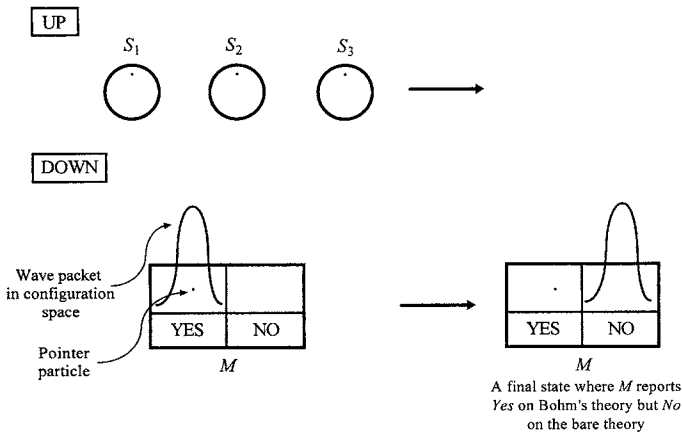 UP
S1 S2 S3
DOWN
Wave packet
in configuration
space
Pointer
particle
YES NO
M
YES NO
M
A final state where M reports
Yes on Bohm's theory but No
on the bare theory